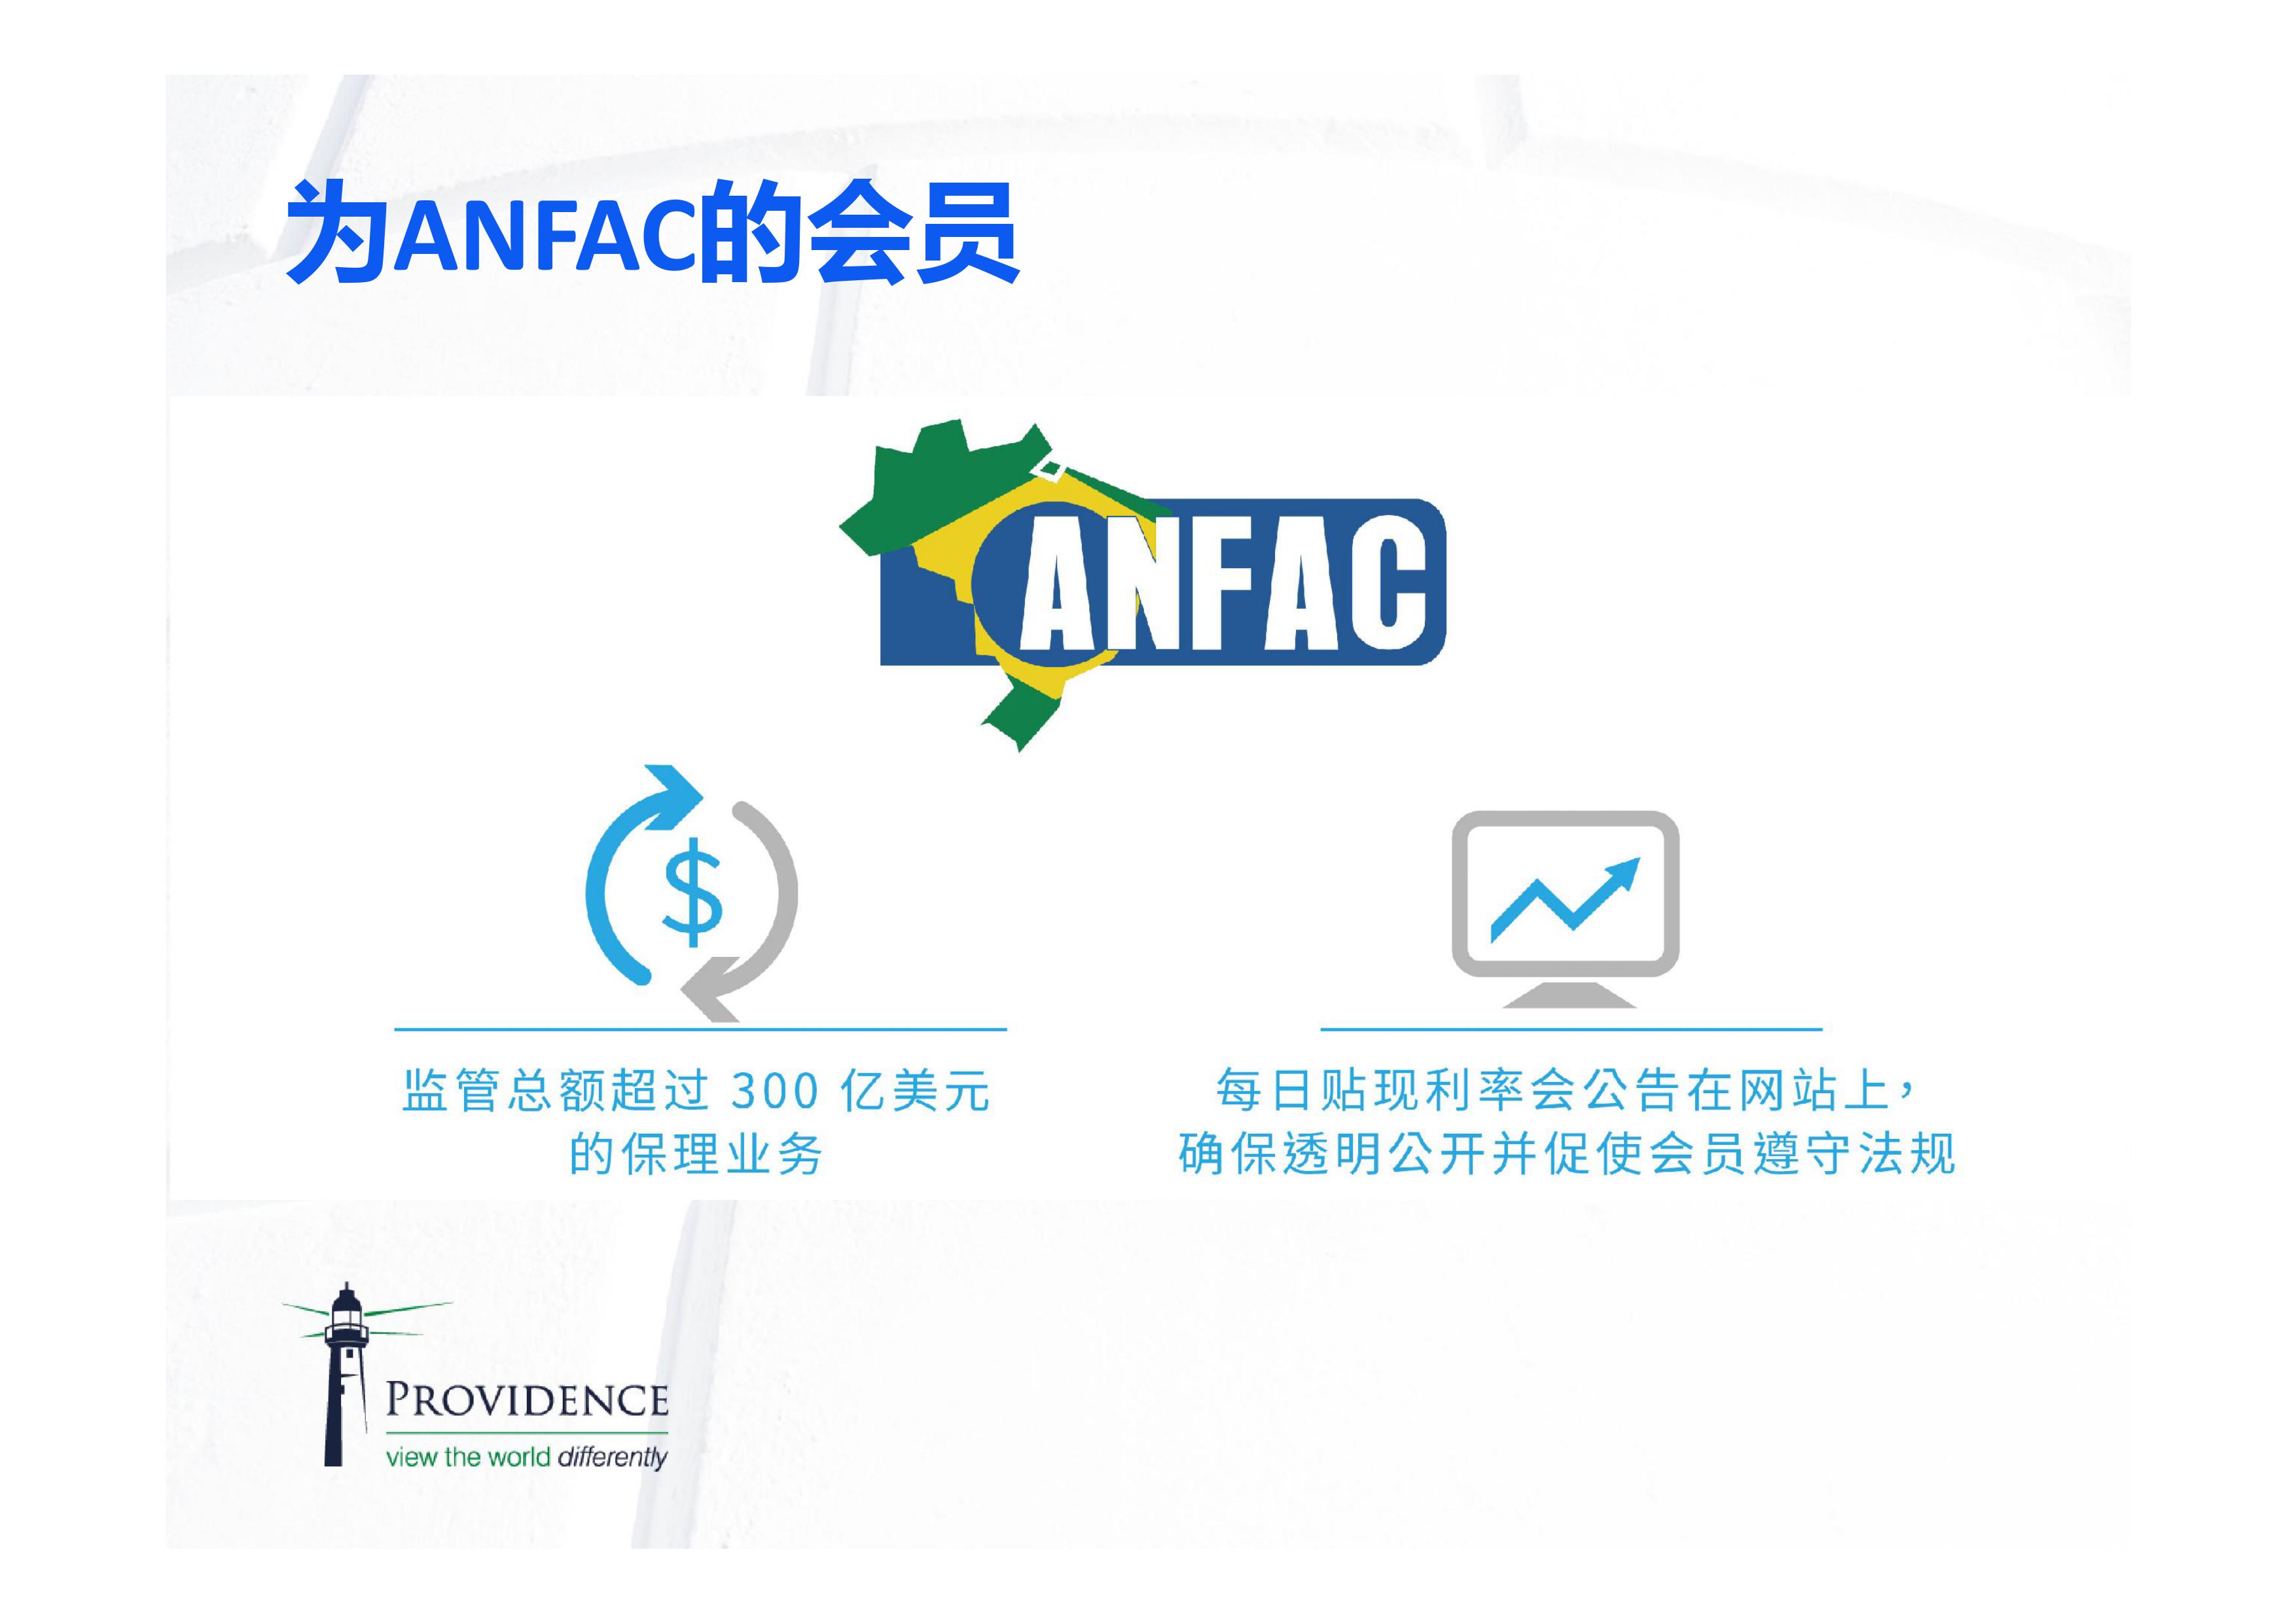 为ANFAC的会员
ANFAC
$
监管总额超过 300 亿美元
的保理业务
每日贴现利率会公告在网站上，
确保透明公开并促使会员遵守法规
PROVIDENCE
view the world differently